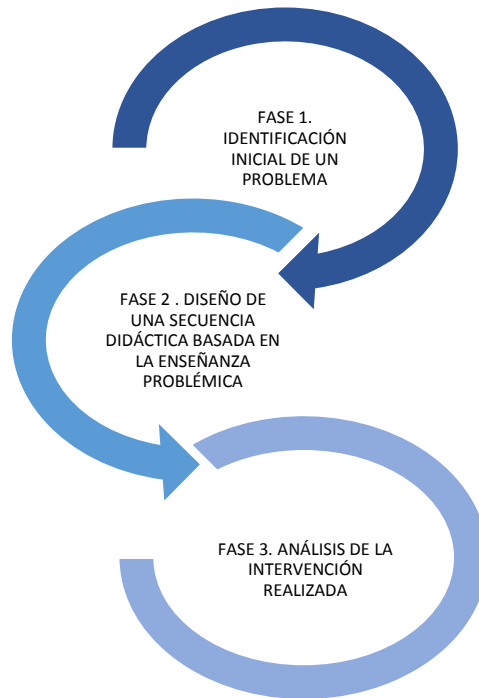 FASE 1.
IDENTIFICACIÓN
INICIAL DE UN
PROBLEMA
FASE 2 . DISEÑO DE
UNA SECUENCIA
DIDÁCTICA BASADA EN
LA ENSEÑANZA
PROBLÉMICA
FASE 3. ANÁLISIS DE LA
INTERVENCIÓN
REALIZADA